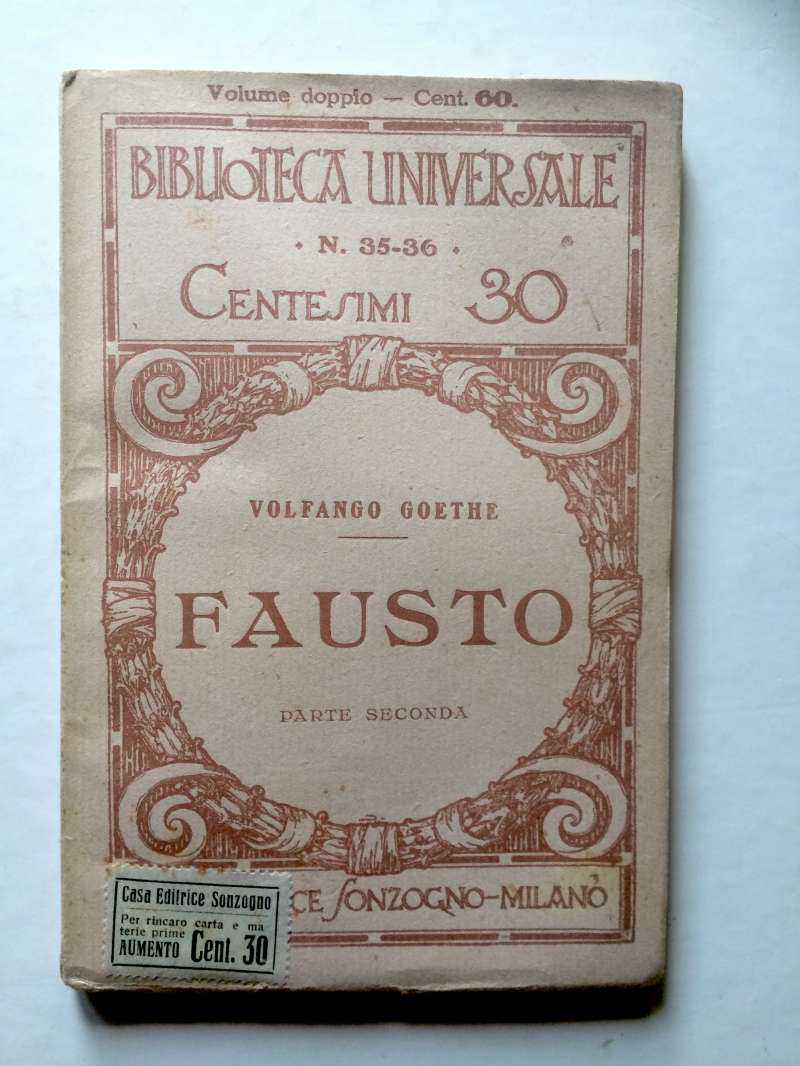 Volume doppio — Cent. 60.
BIBLIOTECA UNIVERSALE
• N. 35-36 •
CENTESIMI 30
VOLFANGO GOETHE
FAUSTO
PARTE SECONDA
CE SONZOGNO-MILANO
Casa Editrice Sonzogno
Per rincaro carta e ma
terie prime
AUMENTO Cent. 30